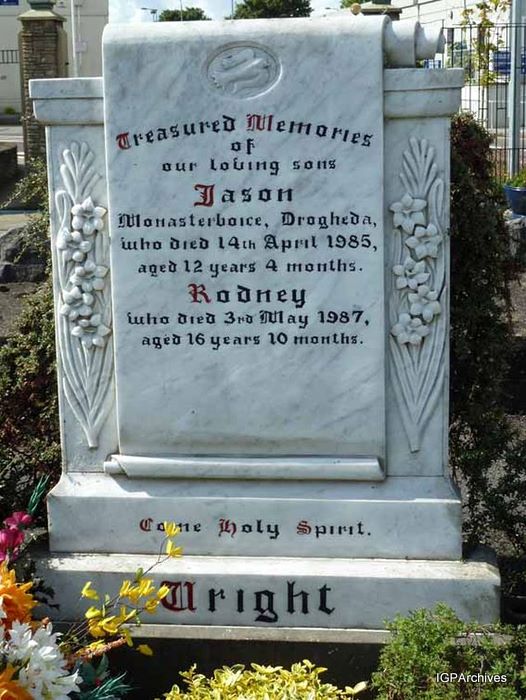 Treasured Memories
of
our loving sons
Jason
Monasterboice, Drogheda,
who died 14th April 1985,
aged 12 years 4 months.
Rodney
who died 3rd May 1987,
aged 16 years 10 months.
Come Holy Spirit.
Wright
IGPArchives